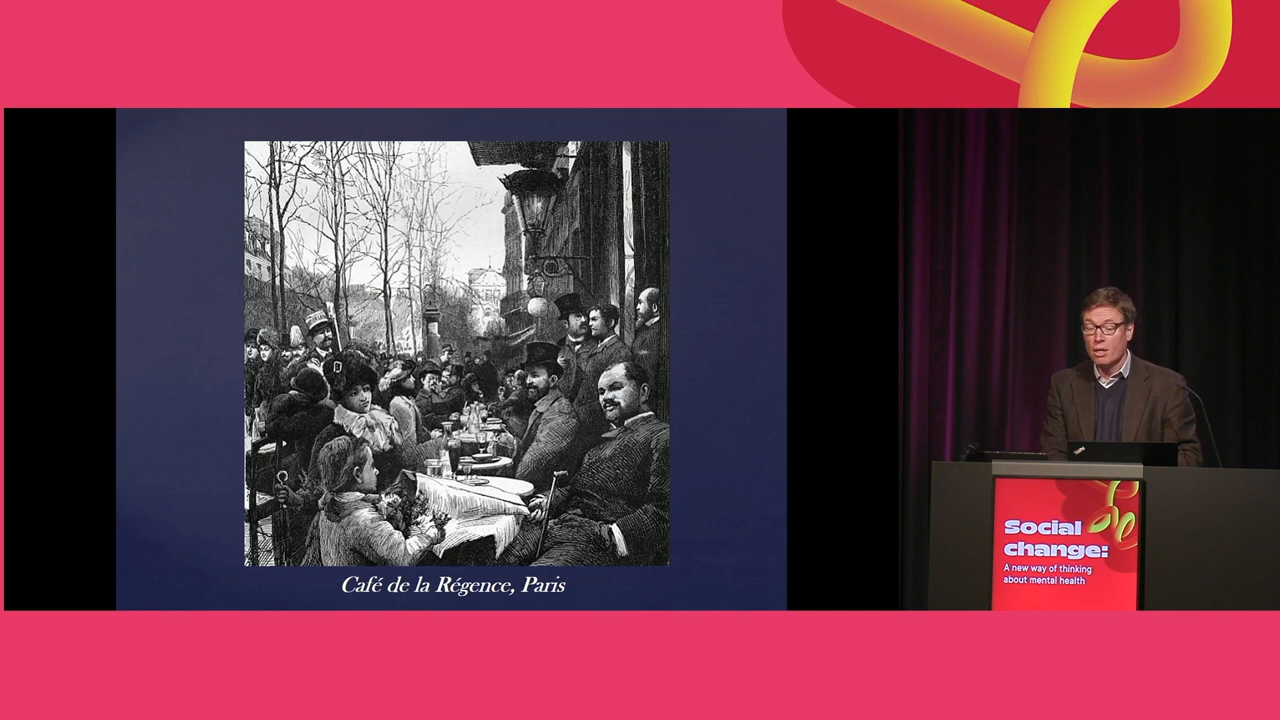 Café de la Régence, Paris
Social
change:
A new way of thinking
about mental health